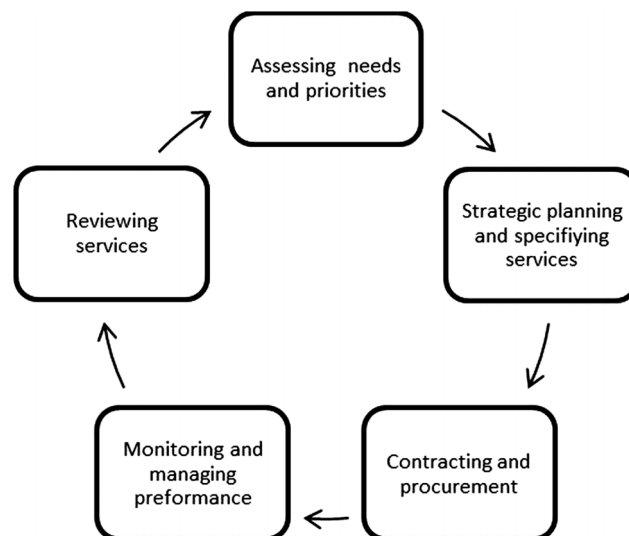 Assessing needs
and priorities
Strategic planning
and specifiying
services
Contracting and
procurement
Monitoring and
managing
preformance
Reviewing
services